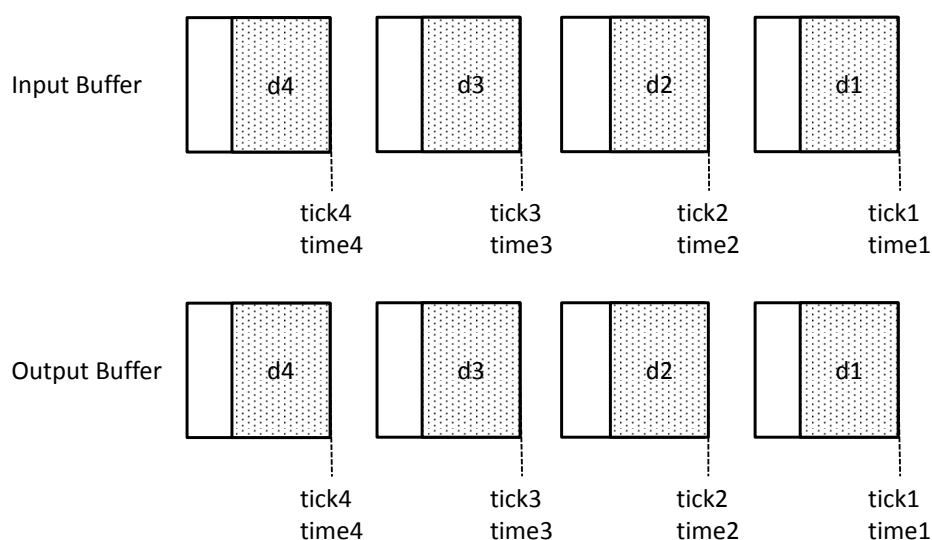 Input Buffer
d4
d3
d2
d1
tick4
time4
tick3
time3
tick2
time2
tick1
time1
Output Buffer
d4
d3
d2
d1
tick4
time4
tick3
time3
tick2
time2
tick1
time1